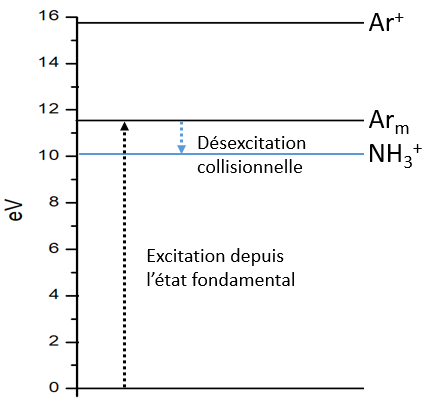 16
Ar⁺
14
12
Arₘ
Désexcitation
collisionnelle
10
NH₃⁺
8
eV
6
Excitation depuis
l'état fondamental
4
2
0